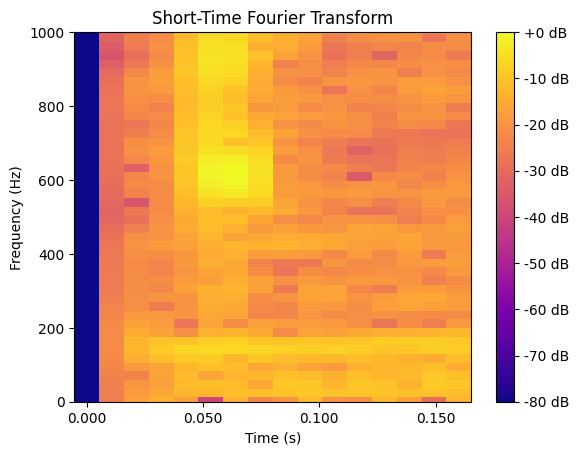 Short-Time Fourier Transform
1000
800
600
400
200
0
Frequency (Hz)
0.000
0.050
0.100
0.150
Time (s)
+0 dB
-10 dB
-20 dB
-30 dB
-40 dB
-50 dB
-60 dB
-70 dB
-80 dB